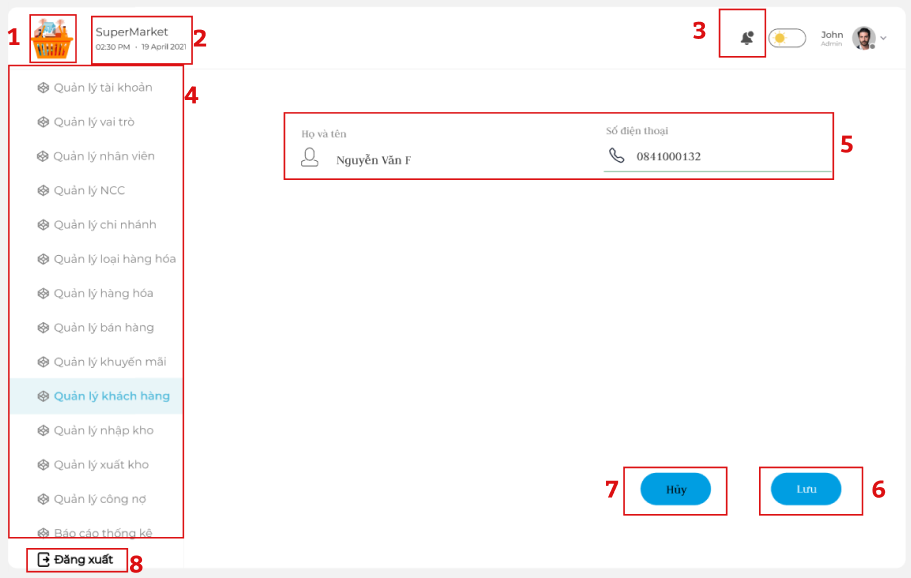 1
SuperMarket
02:30 PM • 19 April 2021
2
3
John
Admin
4
Quản lý tài khoản
Quản lý vai trò
Quản lý nhân viên
Quản lý NCC
Quản lý chi nhánh
Quản lý loại hàng hóa
Quản lý hàng hóa
Quản lý bán hàng
Quản lý khuyến mãi
Quản lý khách hàng
Quản lý nhập kho
Quản lý xuất kho
Quản lý công nợ
Báo cáo thống kê
Đăng xuất
8
Họ và tên
Nguyễn Văn F
Số điện thoại
0841000132
5
7
Hủy
Lưu
6